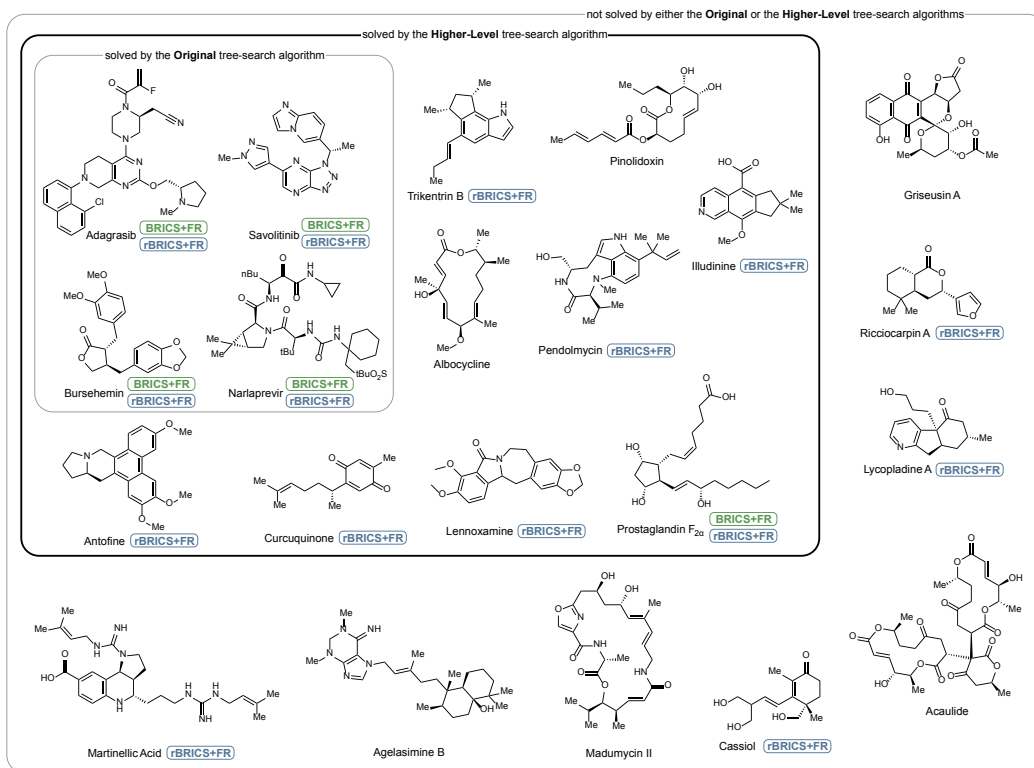 not solved by either the Original or the Higher-Level tree-search algorithms
solved by the Higher-Level tree-search algorithm
solved by the Original tree-search algorithm
Adagrasib
BRICS+FR
rBRICS+FR
Savolitinib
BRICS+FR
rBRICS+FR
Bursehemin
BRICS+FR
rBRICS+FR
Narlaprevir
BRICS+FR
rBRICS+FR
Trikentrin B rBRICS+FR
Pinolidoxin
Illudinine rBRICS+FR
Albocycline
Pendolmycin rBRICS+FR
Griseusin A
Ricciocarpin A
rBRICS+FR
Lycopladine A rBRICS+FR
Antofine rBRICS+FR
Curcuquinone rBRICS+FR
Lennoxamine rBRICS+FR
Prostaglandin F2α
BRICS+FR
rBRICS+FR
Martinellic Acid rBRICS+FR
Agelasimine B
Madumycin II
Cassiol rBRICS+FR
Acaulide